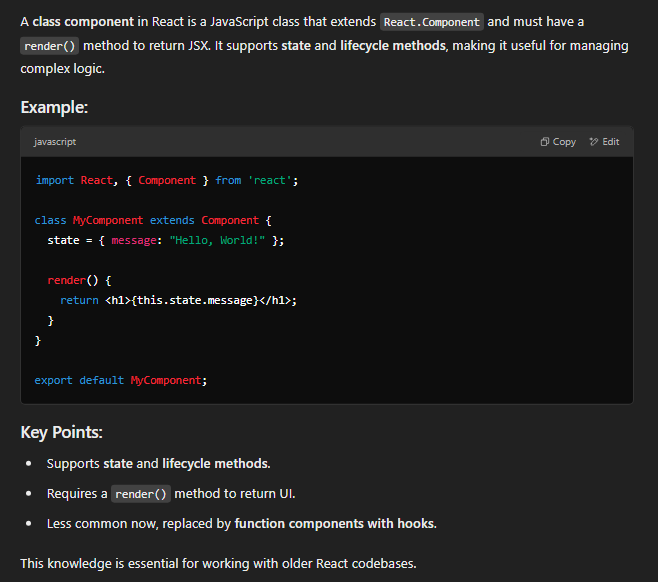 A class component in React is a JavaScript class that extends React.Component and must have a
render() method to return JSX. It supports state and lifecycle methods, making it useful for managing
complex logic.
Example:
javascript
Copy
Edit
import React, { Component } from 'react';
class MyComponent extends Component {
state = { message: "Hello, World!" };
render() {
return <h1>{this.state.message}</h1>;
}
}
export default MyComponent;
Key Points:
• Supports state and lifecycle methods.
• Requires a render() method to return UI.
• Less common now, replaced by function components with hooks.
This knowledge is essential for working with older React codebases.